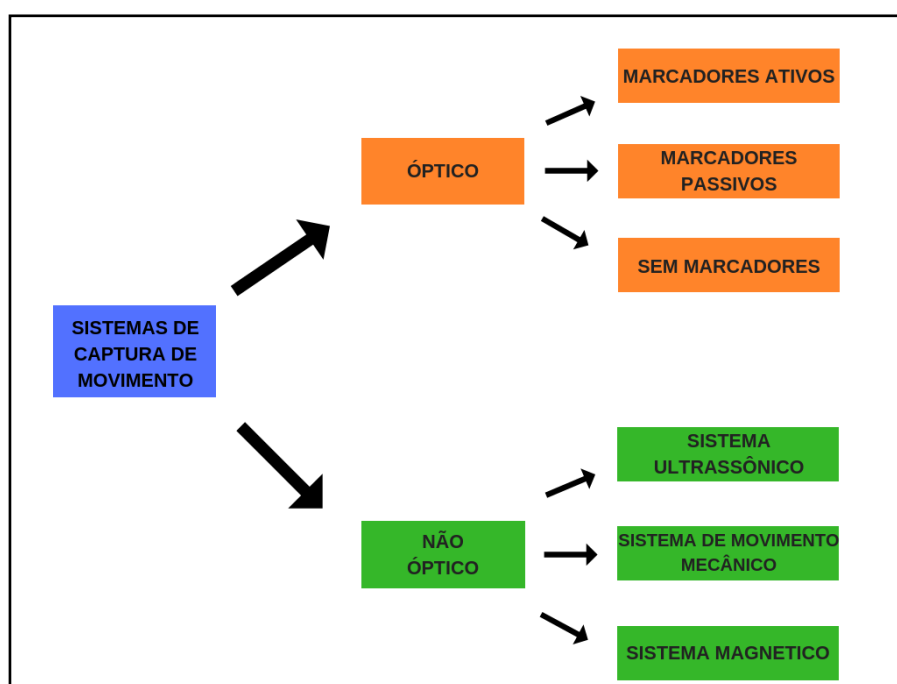 MARCADORES ATIVOS
ÓPTICO
MARCADORES
PASSIVOS
SEM MARCADORES
SISTEMAS DE
CAPTURA DE
MOVIMENTO
SISTEMA
ULTRASSÔNICO
NÃO
ÓPTICO
SISTEMA DE MOVIMENTO
MECÂNICO
SISTEMA MAGNETICO